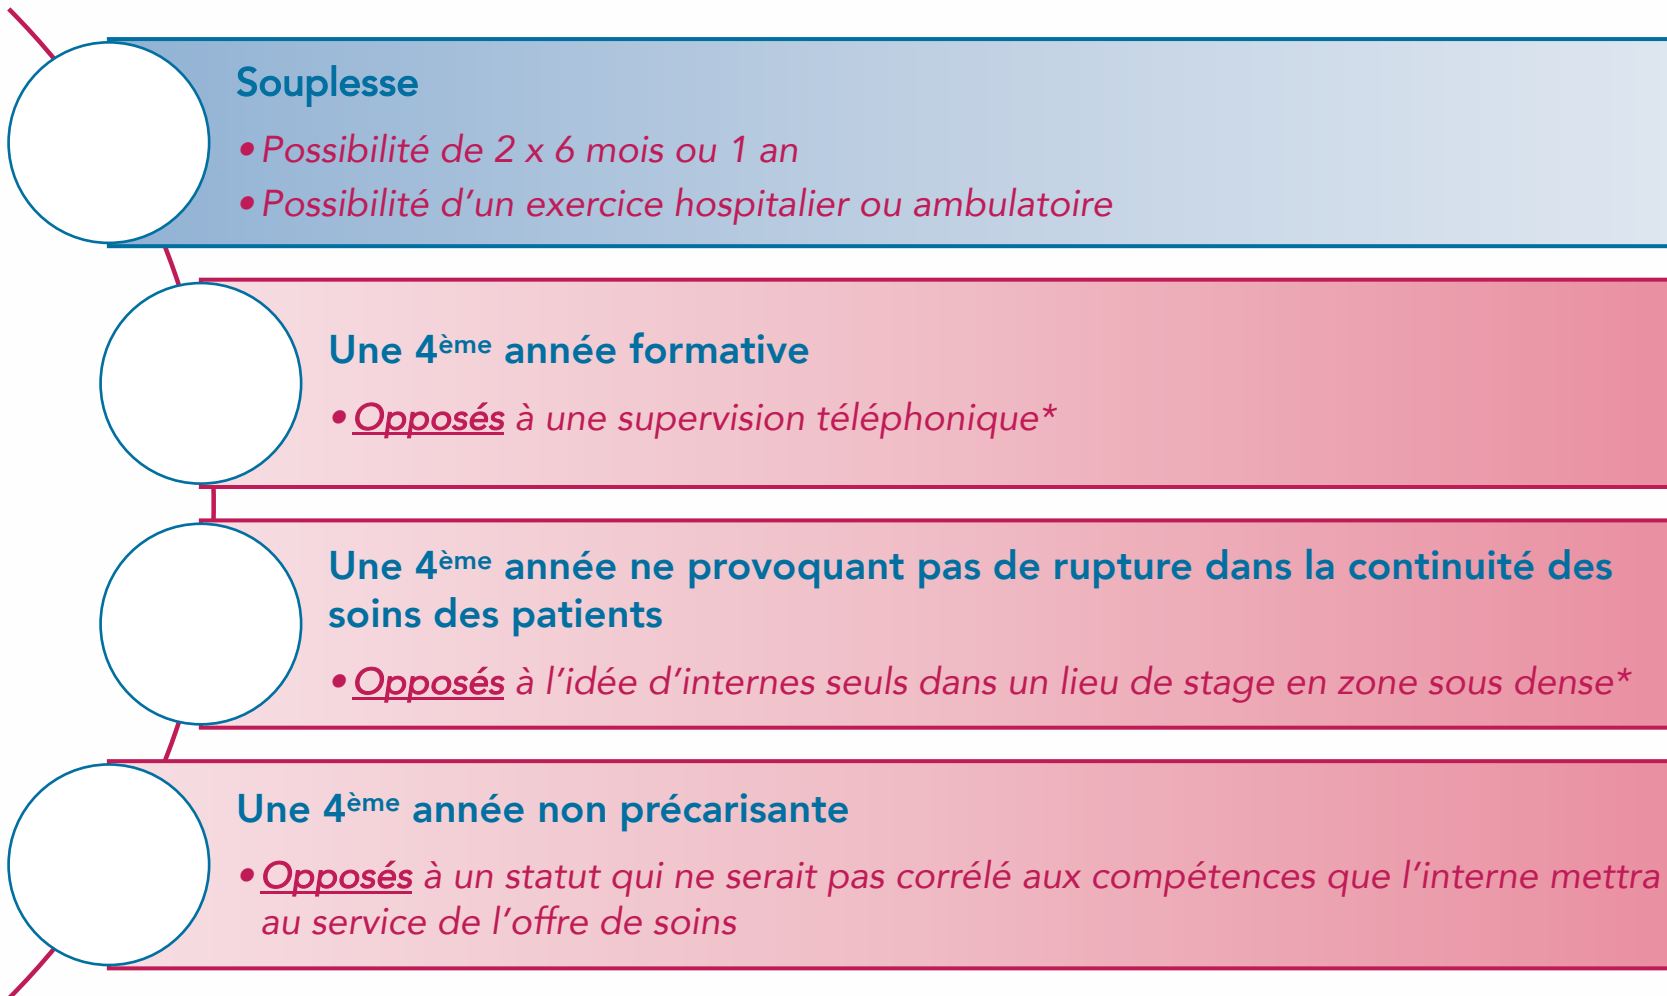 Souplesse
• Possibilité de 2 x 6 mois ou 1 an
• Possibilité d’un exercice hospitalier ou ambulatoire
Une 4ème année formative
• Opposés à une supervision téléphonique*
Une 4ème année ne provoquant pas de rupture dans la continuité des
soins des patients
• Opposés à l’idée d’internes seuls dans un lieu de stage en zone sous dense*
Une 4ème année non précarisante
• Opposés à un statut qui ne serait pas corrélé aux compétences que l’interne mettra
au service de l’offre de soins